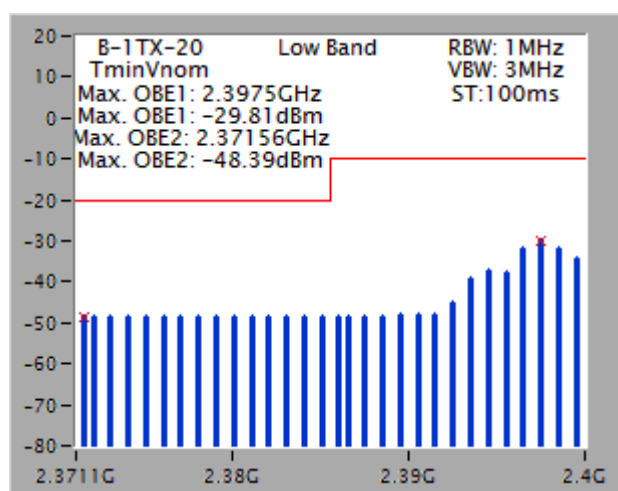 B-1TX-20 Low Band RBW: 1MHz
TminVnom VBW: 3MHz
Max. OBE1: 2.3975GHz ST:100ms
Max. OBE1: -29.81dBm
Max. OBE2: 2.37156GHz
Max. OBE2: -48.39dBm
20
10
0
-10
-20
-30
-40
-50
-60
-70
-80
2.3711G 2.38G 2.39G 2.4G